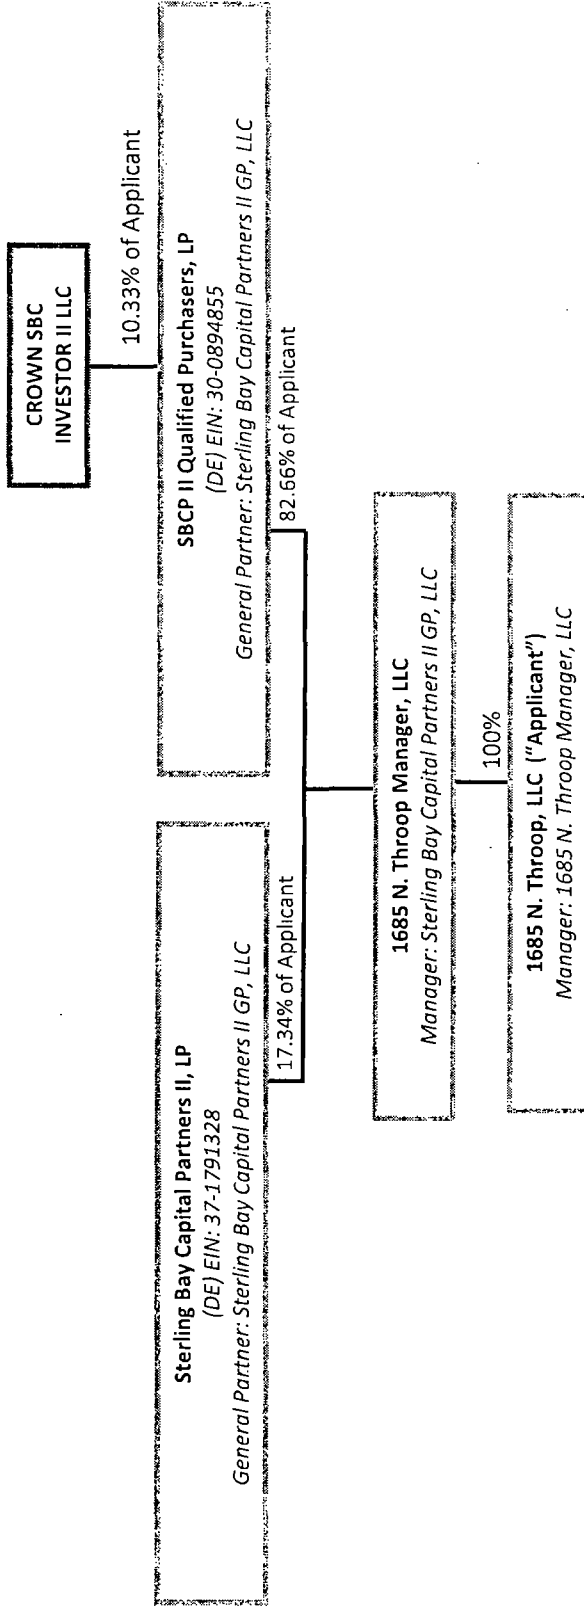 CROWN SBC
INVESTOR II LLC
10.33% of Applicant
Sterling Bay Capital Partners II, LP
(DE) EIN: 37-1791328
General Partner: Sterling Bay Capital Partners II GP, LLC
SBCP II Qualified Purchasers, LP
(DE) EIN: 30-0894855
General Partner: Sterling Bay Capital Partners II GP, LLC
17.34% of Applicant
82.66% of Applicant
1685 N. Throop Manager, LLC
Manager: Sterling Bay Capital Partners II GP, LLC
100%
1685 N. Throop, LLC ("Applicant")
Manager: 1685 N. Throop Manager, LLC